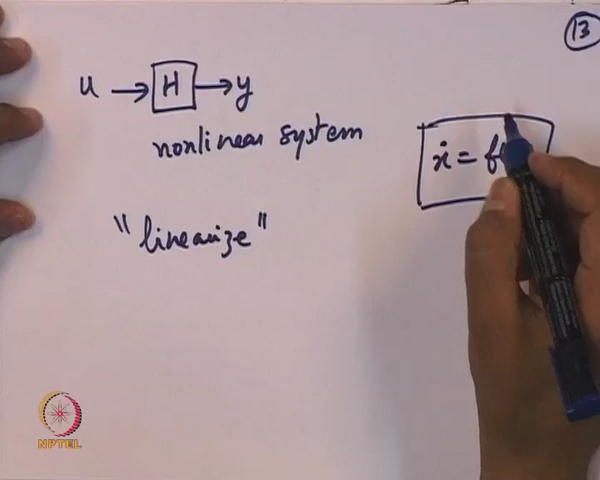 13
u → H → y
nonlinear system
ẋ = f(
"linearize"
NPTEL